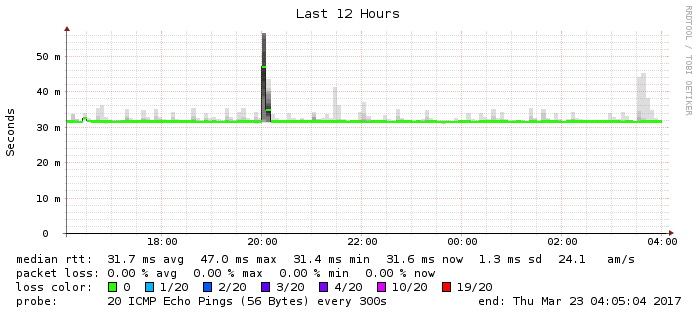 Last 12 Hours
RRDTOOL / TOBI OETIKER
Seconds
50 m
40 m
30 m
20 m
10 m
0
18:00 20:00 22:00 00:00 02:00 04:00
median rtt: 31.7 ms avg 47.0 ms max 31.4 ms min 31.6 ms now 1.3 ms sd 24.1 am/s
packet loss: 0.00 % avg 0.00 % max 0.00 % min 0.00 % now
loss color: 0 1/20 2/20 3/20 4/20 10/20 19/20
probe: 20 ICMP Echo Pings (56 Bytes) every 300s end: Thu Mar 23 04:05:04 2017